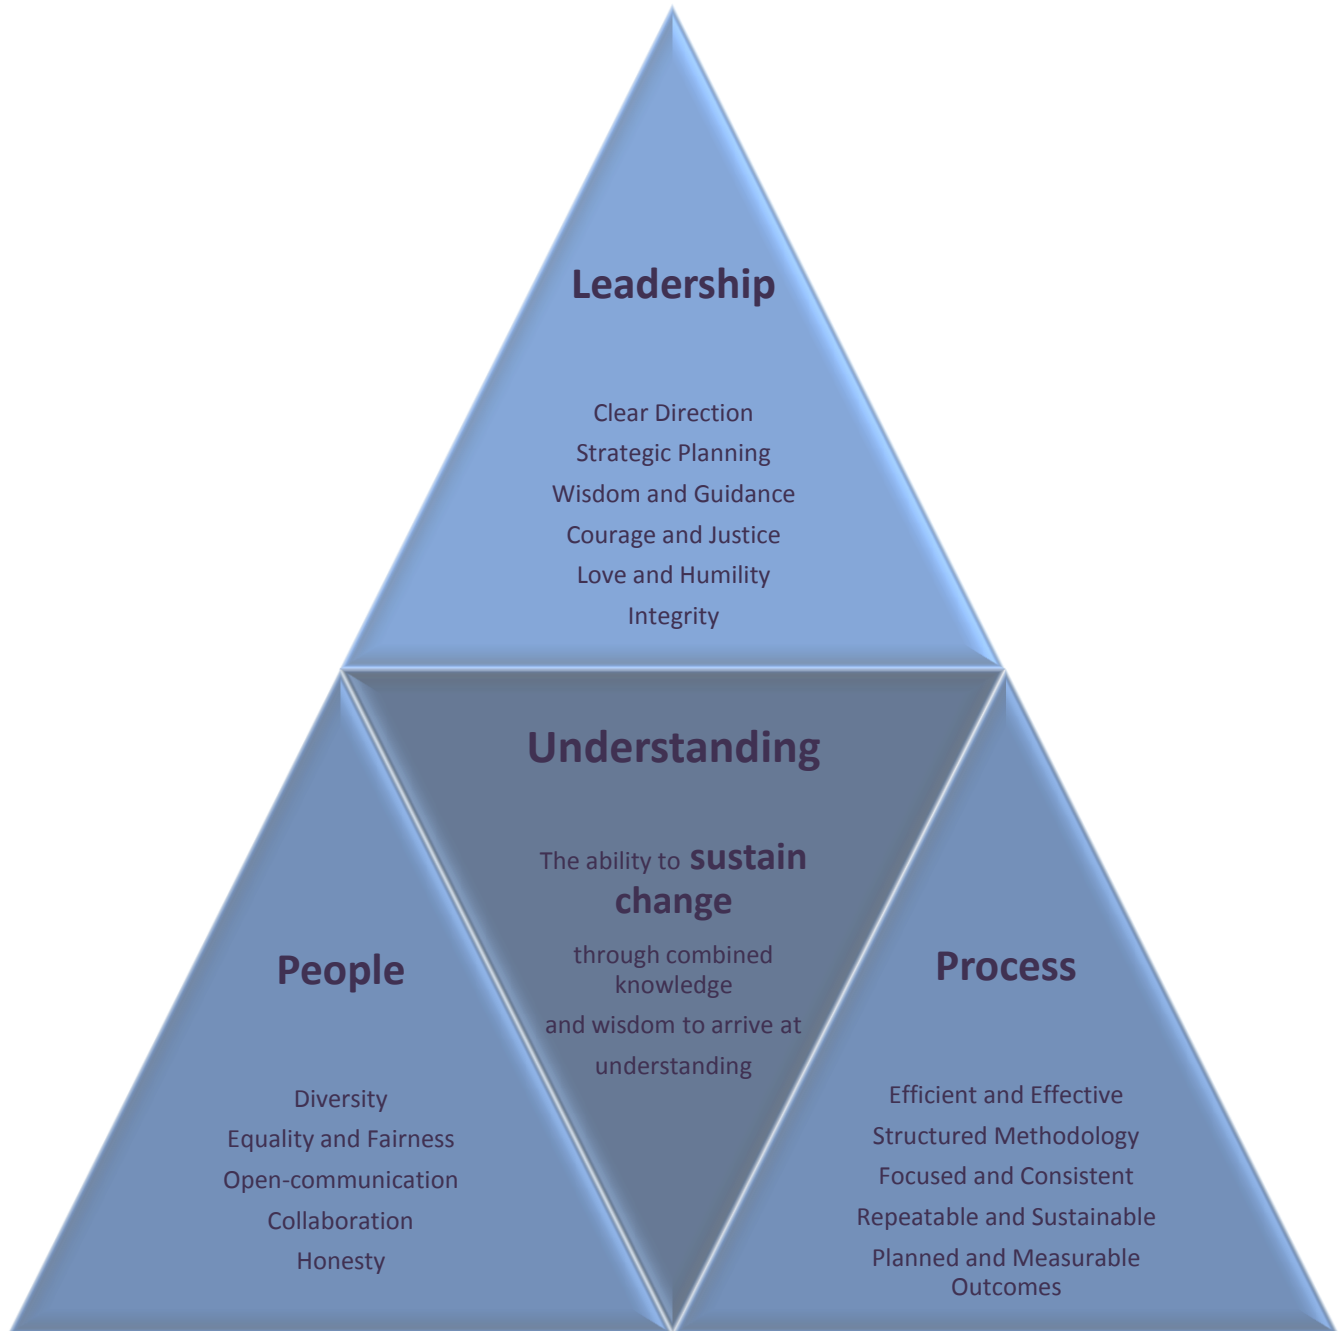 Leadership
Clear Direction
Strategic Planning
Wisdom and Guidance
Courage and Justice
Love and Humility
Integrity
Understanding
The ability to sustain
change
through combined
knowledge
and wisdom to arrive at
understanding
People
Diversity
Equality and Fairness
Open-communication
Collaboration
Honesty
Process
Efficient and Effective
Structured Methodology
Focused and Consistent
Repeatable and Sustainable
Planned and Measurable
Outcomes